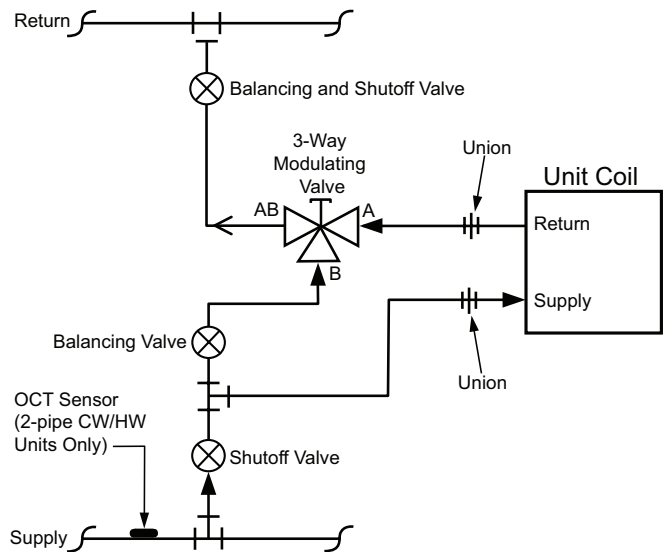 Return
Balancing and Shutoff Valve
3-Way
Modulating
Valve
Union
Unit Coil
AB
A
Return
B
Supply
Balancing Valve
Union
OCT Sensor
(2-pipe CW/HW
Units Only)
Shutoff Valve
Supply